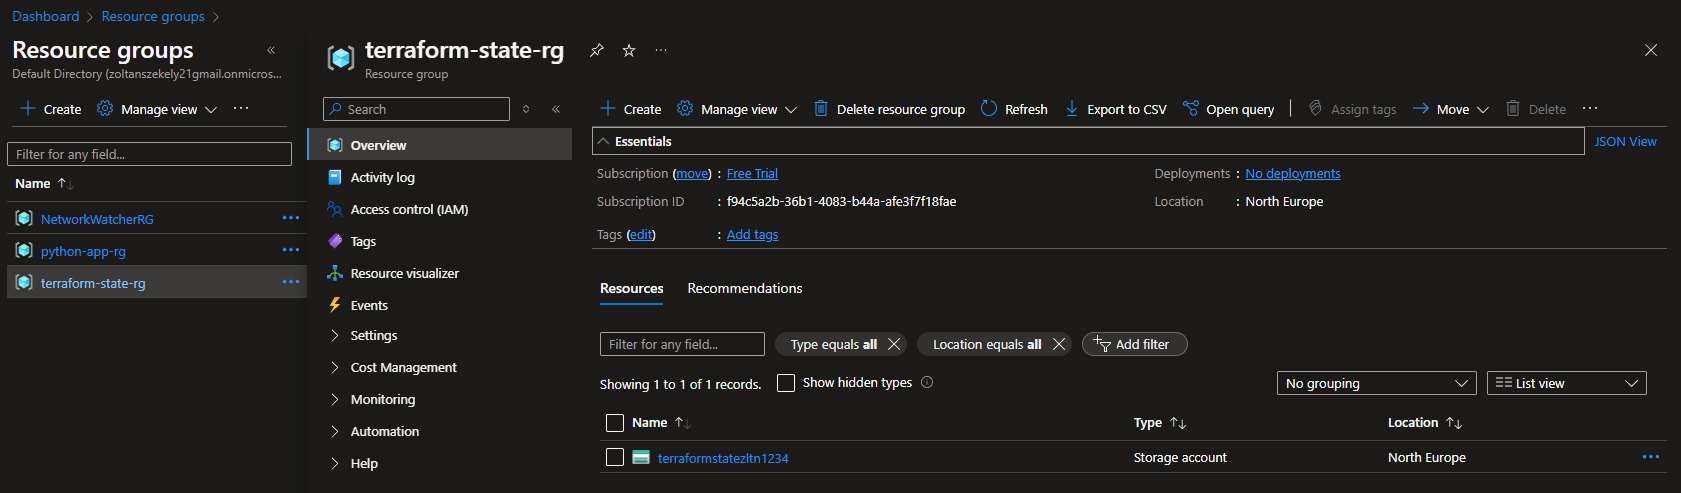 Dashboard > Resource groups >
Resource groups «
Default Directory (zoltanszekely21gmail.onmicros...
Create Manage view ...
Filter for any field...
Name
NetworkWatcherRG ...
python-app-rg ...
terraform-state-rg ...
terraform-state-rg ...
Resource group
Search «
Overview
Activity log
Access control (IAM)
Tags
Resource visualizer
Events
Settings
Cost Management
Monitoring
Automation
Help
Create Manage view Delete resource group Refresh Export to CSV Open query Assign tags Move Delete ...
Essentials JSON View
Subscription (move) : Free Trial
Subscription ID : f94c5a2b-36b1-4083-b44a-afe3f7f18fae
Tags (edit) : Add tags
Deployments : No deployments
Location : North Europe
Resources Recommendations
Filter for any field... Type equals all Location equals all Add filter
Showing 1 to 1 of 1 records. Show hidden types No grouping List view
Name Type Location
terraformstatezltn1234 Storage account North Europe ...